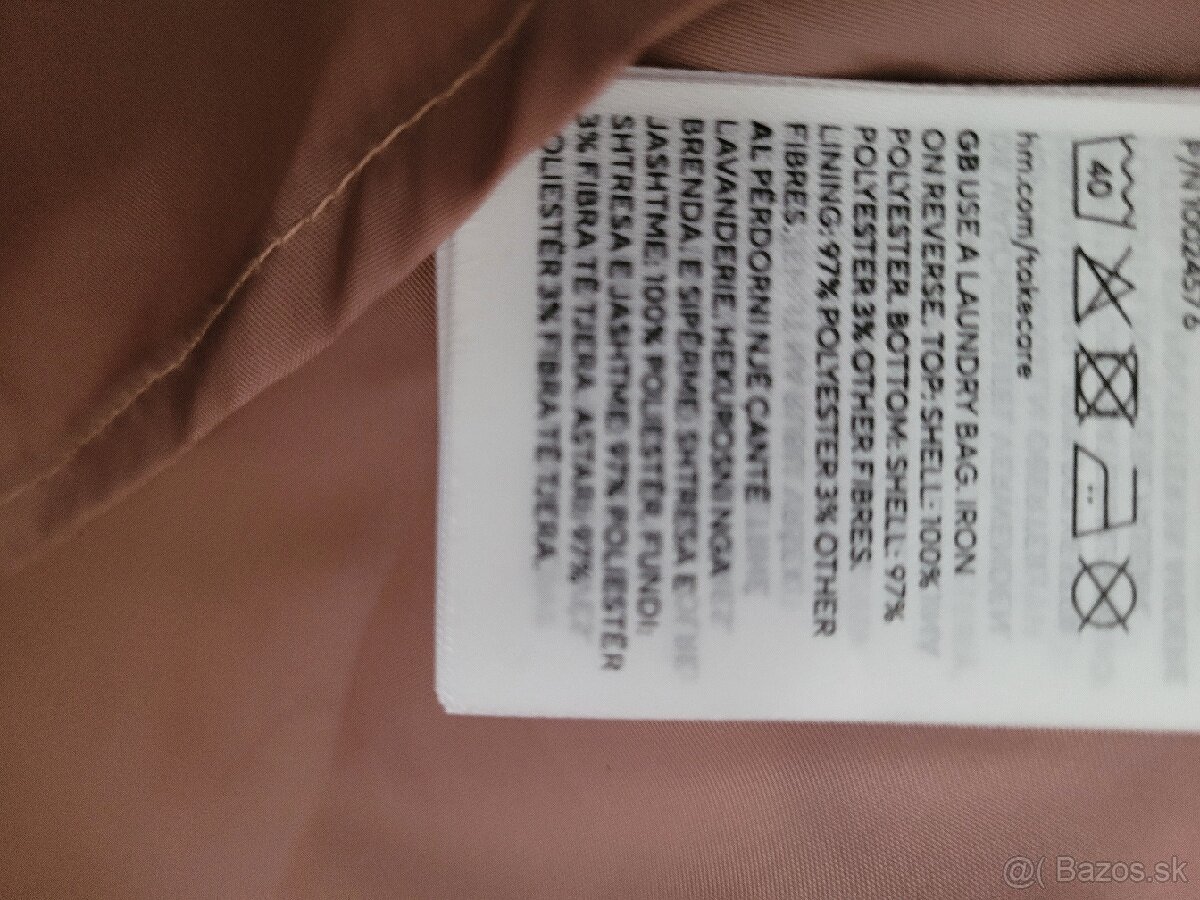 40
hm.com/takecare
GB USE A LAUNDRY BAG. IRON
ON REVERSE. TOP: SHELL: 100%
POLYESTER. BOTTOM: SHELL: 97%
POLYESTER 3% OTHER FIBRES.
LINING: 97% POLYESTER 3% OTHER
FIBRES.
AL PËRDORNI NJË ÇANTË
LAVANDERIE. HEKUROSNI NGA
BRENDA. E SIPËRME: SHTRESA E
JASHTME: 100% POLIESTËR. FUNDI:
SHTRESA E JASHTME: 97% POLIESTËR
3% FIBRA TË TJERA. ASTARI: 97%
POLIESTËR 3% FIBRA TË TJERA.
@( Bazos.sk